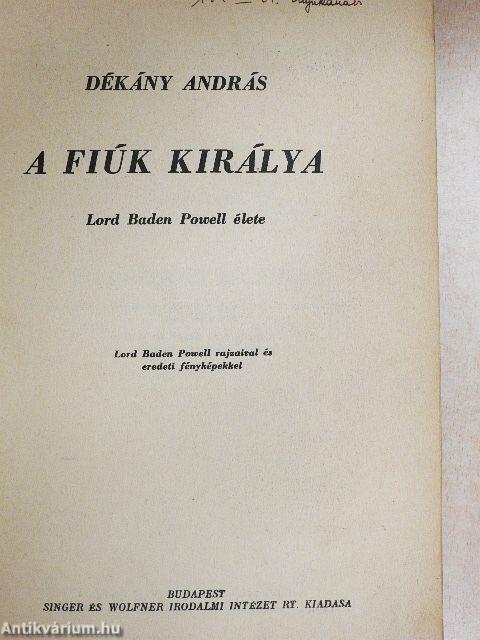 DÉKÁNY ANDRÁS
A FIÚK KIRÁLYA
Lord Baden Powell élete
Lord Baden Powell rajzaival és
eredeti fényképekkel
BUDAPEST
SINGER ÉS WOLFNER IRODALMI INTÉZET RT. KIADASA
Antikvárium.hu